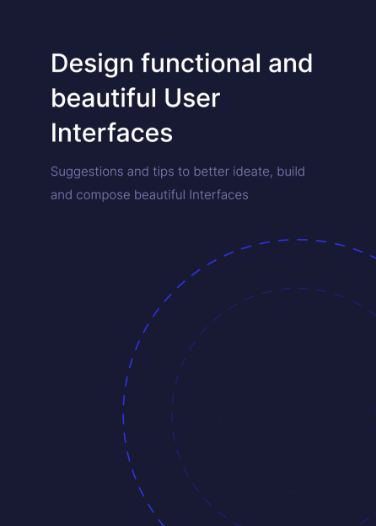 Design functional and
beautiful User
Interfaces
Suggestions and tips to better ideate, build
and compose beautiful Interfaces